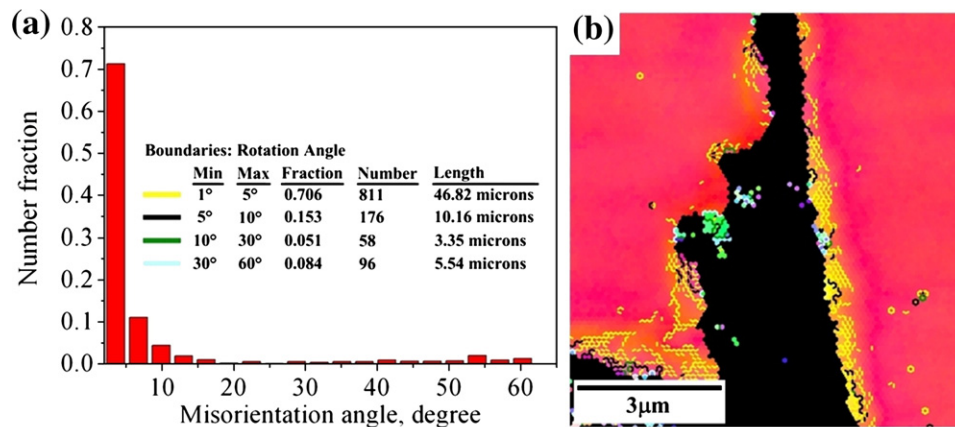 (a)
0.8
0.7
0.6
0.5
0.4
0.3
0.2
0.1
0.0
Number fraction
Boundaries: Rotation Angle
Min Max Fraction Number Length
1° 5° 0.706 811 46.82 microns
5° 10° 0.153 176 10.16 microns
10° 30° 0.051 58 3.35 microns
30° 60° 0.084 96 5.54 microns
10 20 30 40 50 60
Misorientation angle, degree
(b)
3μm